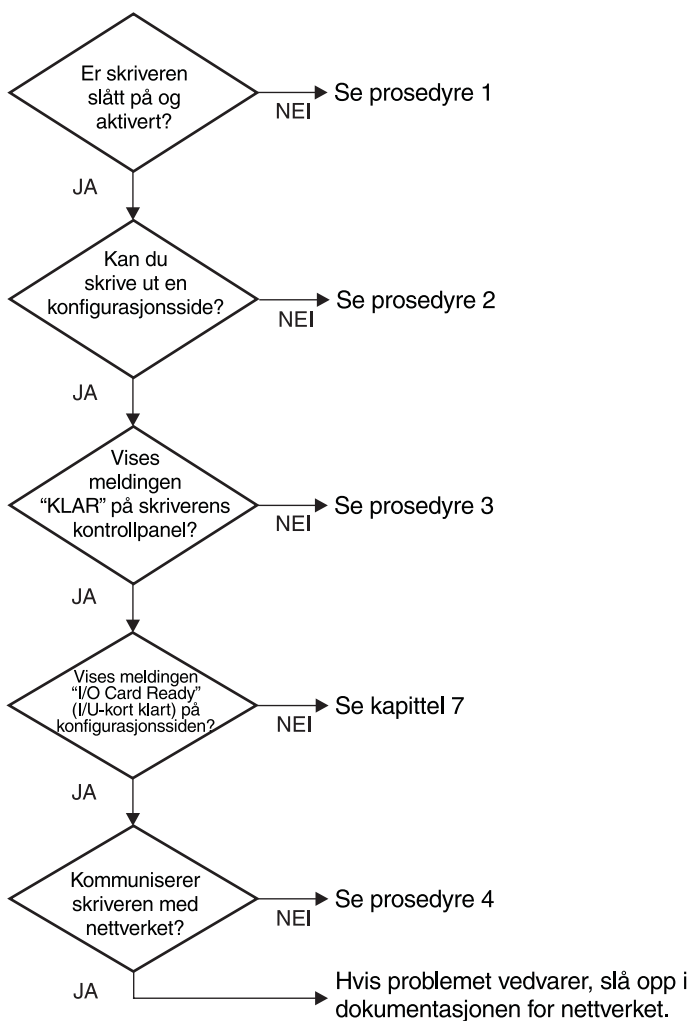 Er skriveren
slått på og
aktivert?
NEI
Se prosedyre 1
JA
Kan du
skrive ut en
konfigurasjonsside?
NEI
Se prosedyre 2
JA
Vises
meldingen
“KLAR” på skriverens
kontrollpanel?
NEI
Se prosedyre 3
JA
Vises meldingen
“I/O Card Ready”
(I/U-kort klart) på
konfigurasjonssiden?
NEI
Se kapittel 7
JA
Kommuniserer
skriveren med
nettverket?
NEI
Se prosedyre 4
JA
Hvis problemet vedvarer, slå opp i
dokumentasjonen for nettverket.